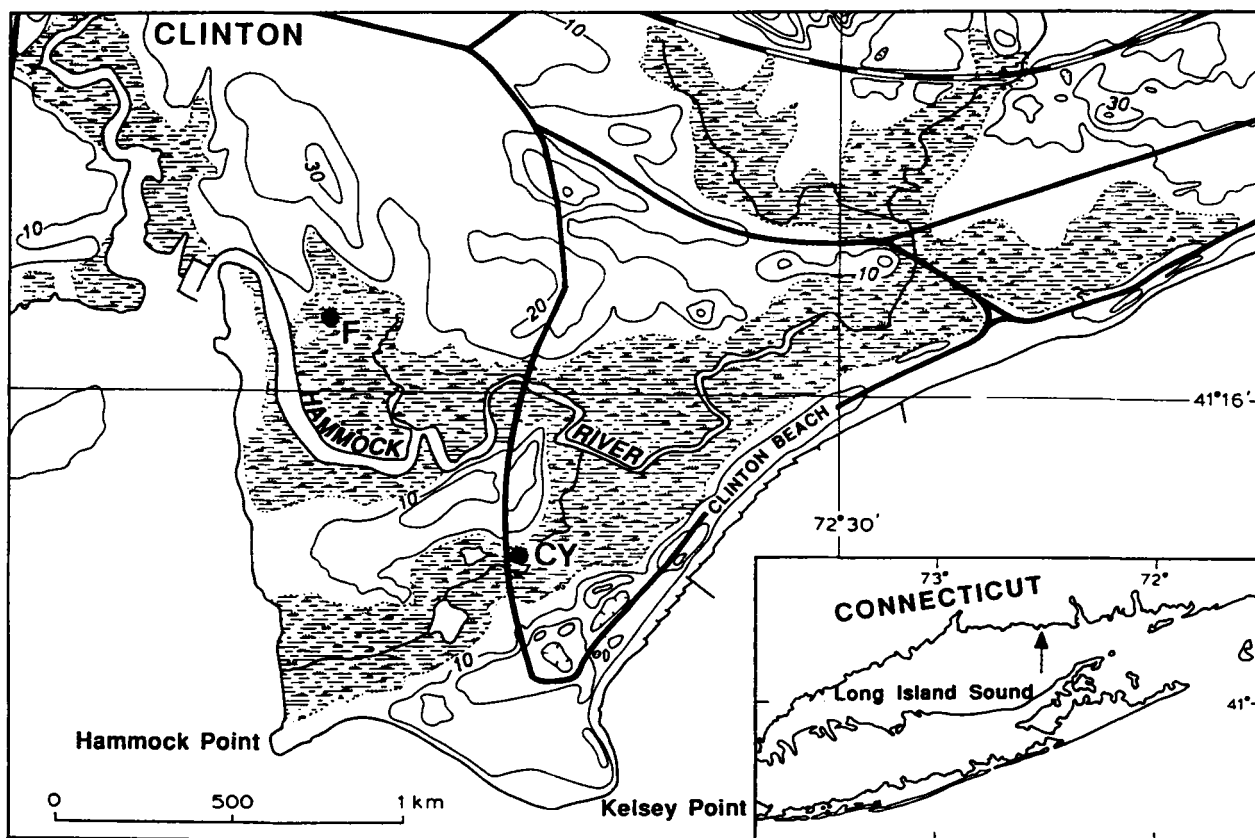 CLINTON
10
30
30
10
20
10
F
41°16'
HAMMOCK RIVER
CLINTON BEACH
10
72°30'
CY
10
73° 72°
CONNECTICUT
Long Island Sound
41°
Hammock Point
0 500 1 km
Kelsey Point